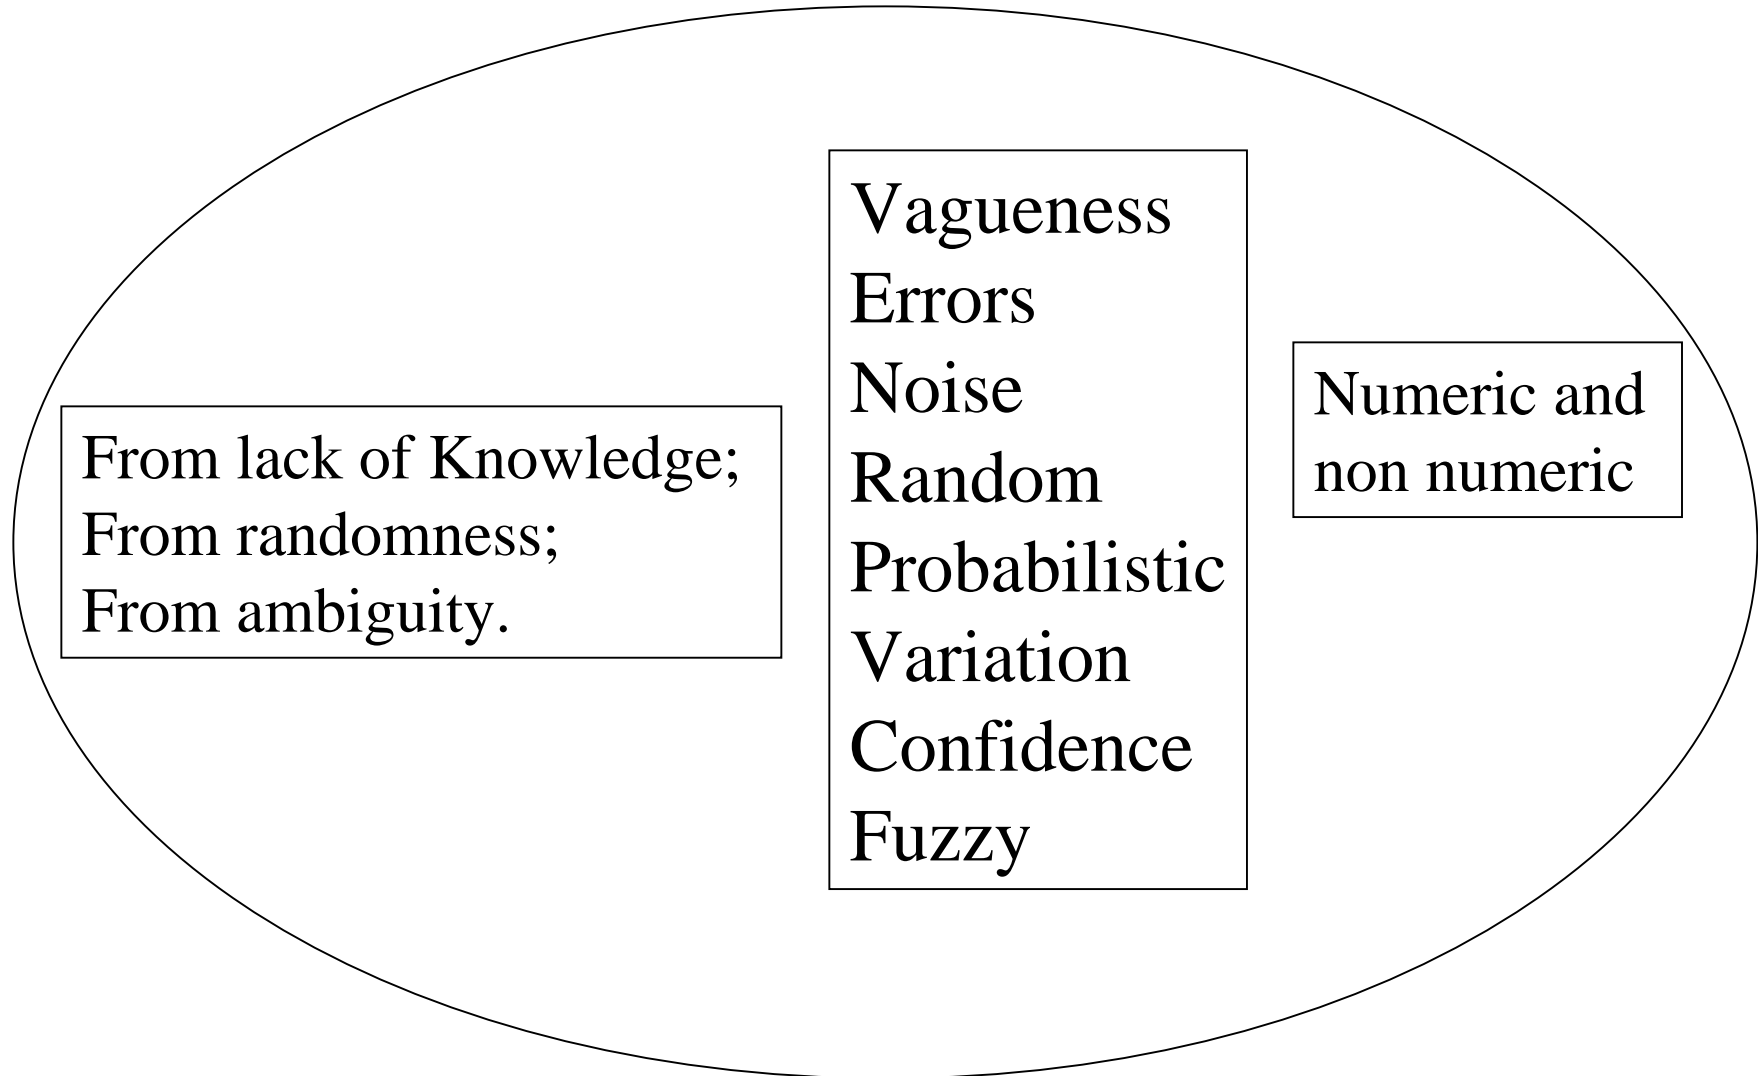 From lack of Knowledge;
From randomness;
From ambiguity.
Vagueness
Errors
Noise
Random
Probabilistic
Variation
Confidence
Fuzzy
Numeric and
non numeric